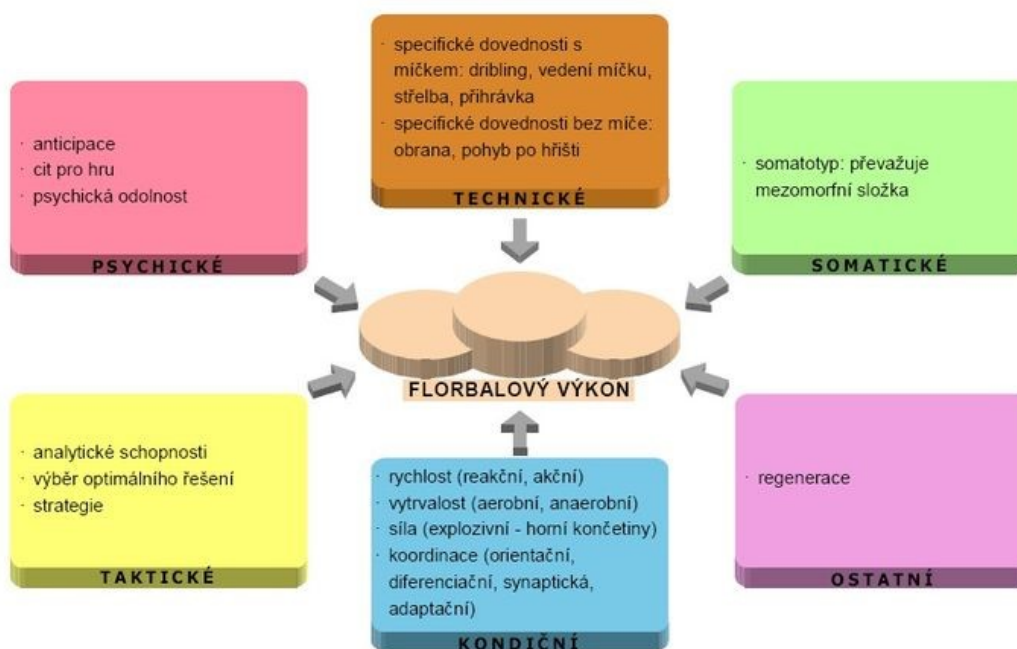 · specifické dovednosti s
míčkem: dribling, vedení míčku,
střelba, přihrávka
· specifické dovednosti bez míče:
obrana, pohyb po hřišti
TECHNICKÉ
· anticipace
· cit pro hru
· psychická odolnost
PSYCHICKÉ
· somatotyp: převažuje
mezomorfní složka
SOMATICKÉ
FLORBALOVÝ VÝKON
· analytické schopnosti
· výběr optimálního řešení
· strategie
TAKTICKÉ
· rychlost (reakční, akční)
· vytrvalost (aerobní, anaerobní)
· síla (explozivní - horní končetiny)
· koordinace (orientační,
diferenciační, synaptická,
adaptační)
KONDIČNÍ
· regenerace
OSTATNÍ